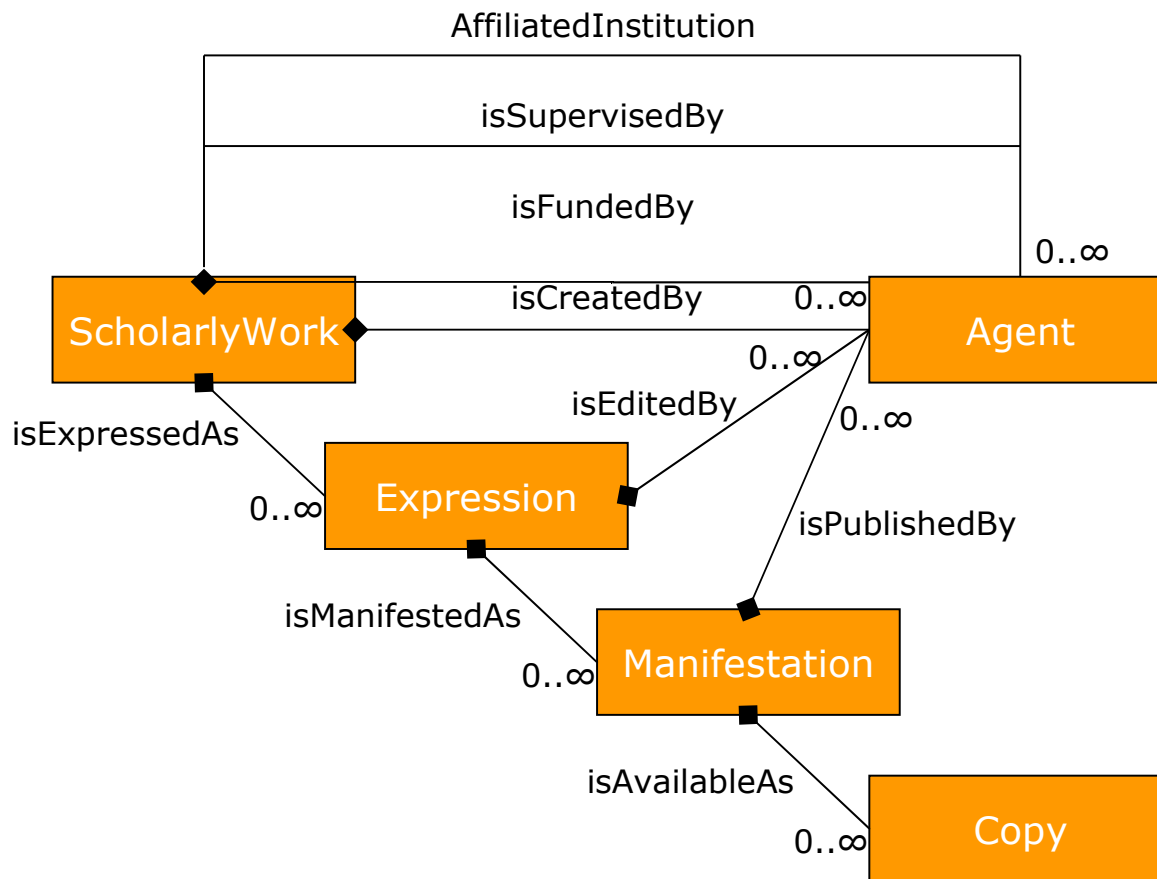 AffiliatedInstitution
isSupervisedBy
isFundedBy
0..∞
isCreatedBy
0..∞
ScholarlyWork
Agent
0..∞
isEditedBy
0..∞
isExpressedAs
Expression
0..∞
isPublishedBy
isManifestedAs
Manifestation
0..∞
isAvailableAs
Copy
0..∞